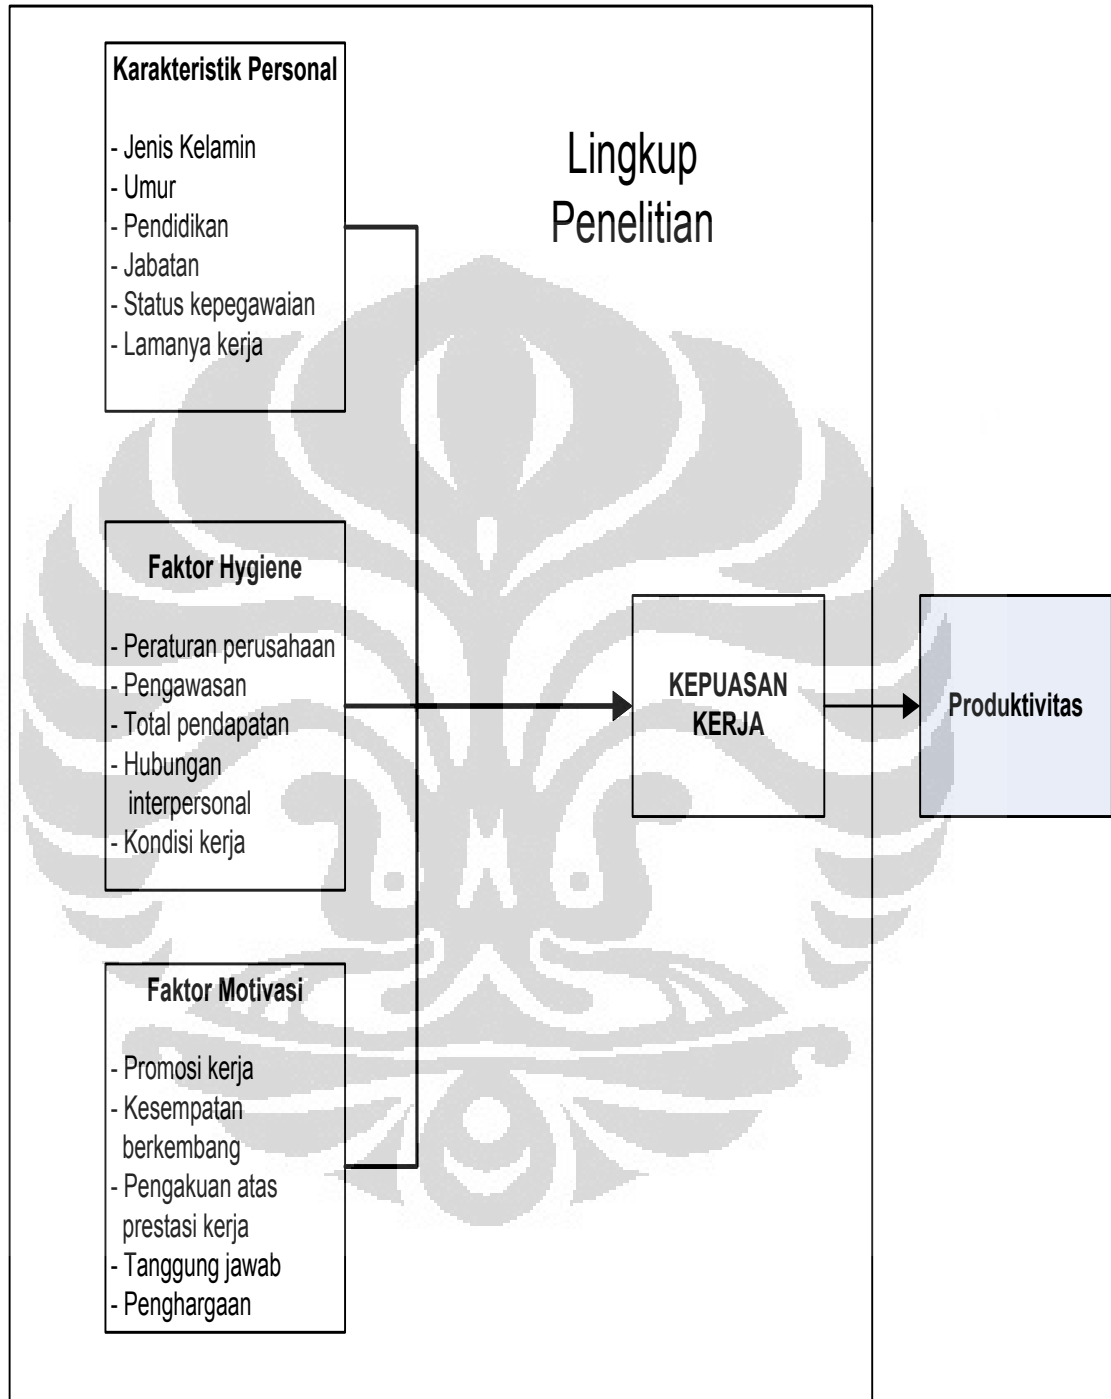 Karakteristik Personal
- Jenis Kelamin
- Umur
- Pendidikan
- Jabatan
- Status kepegawaian
- Lamanya kerja
Lingkup
Penelitian
Faktor Hygiene
- Peraturan perusahaan
- Pengawasan
- Total pendapatan
- Hubungan
interpersonal
- Kondisi kerja
KEPUASAN
KERJA
Produktivitas
Faktor Motivasi
- Promosi kerja
- Kesempatan
berkembang
- Pengakuan atas
prestasi kerja
- Tanggung jawab
- Penghargaan